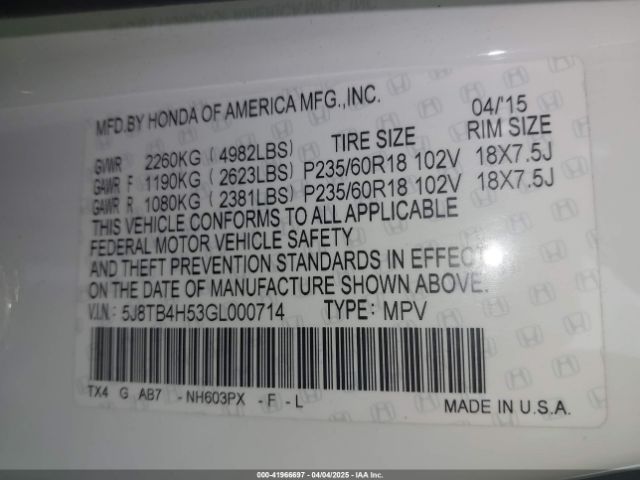 MFD.BY HONDA OF AMERICA MFG.,INC. 04/'15
TIRE SIZE RIM SIZE
GVWR 2260KG ( 4982LBS)
GAWR F 1190KG ( 2623LBS) P235/60R18 102V 18X7.5J
GAWR R 1080KG ( 2381LBS) P235/60R18 102V 18X7.5J
THIS VEHICLE CONFORMS TO ALL APPLICABLE
FEDERAL MOTOR VEHICLE SAFETY
AND THEFT PREVENTION STANDARDS IN EFFECT
ON THE DATE OF MANUFACTURE SHOWN ABOVE.
V.I.N.: 5J8TB4H53GL000714 TYPE: MPV
TX4 G AB7 - NH603PX - F - L
MADE IN U.S.A.
000-41966697 - 04/04/2025 - IAA Inc.